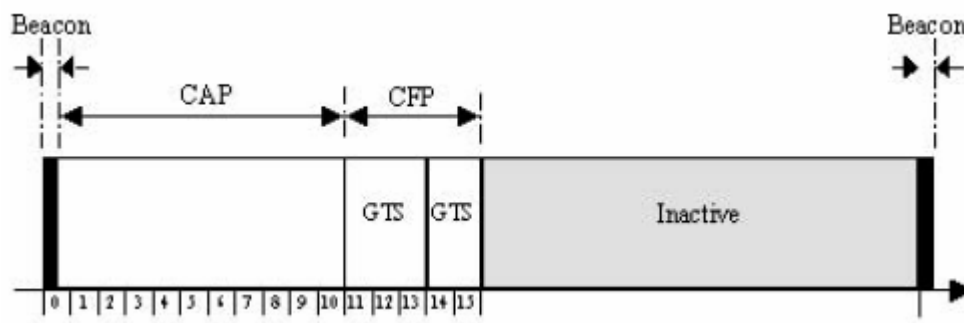 Beacon Beacon
CAP CFP
GTS GTS Inactive
0 1 2 3 4 5 6 7 8 9 10 11 12 13 14 15